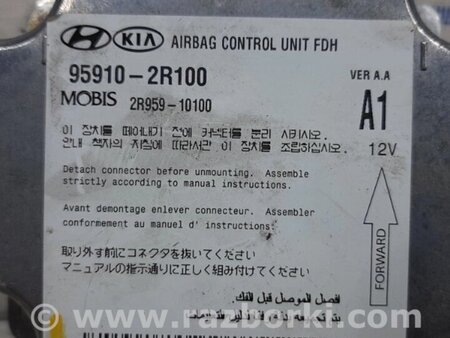 HYUNDAI KIA AIRBAG CONTROL UNIT FDH
95910-2R100 VER A.A
MOBIS 2R959-10100 A1
이 장치를 떼어내기 전에 커넥터를 분리 시키시오.
안내 책자의 지침에 따라서만 이 장치를 조립하십시오. 12V
Detach connector before unmounting. Assemble
strictly according to manual instructions.
Avant demontage enlever connecteur. Assembler
conformement au manuel d' instructions.
FORWARD
取り外す前にコネクタを抜いてください
マニュアルの指示通りに正しく組み付けてください
افصل الموصل قبل الفك.
www.razborki.com